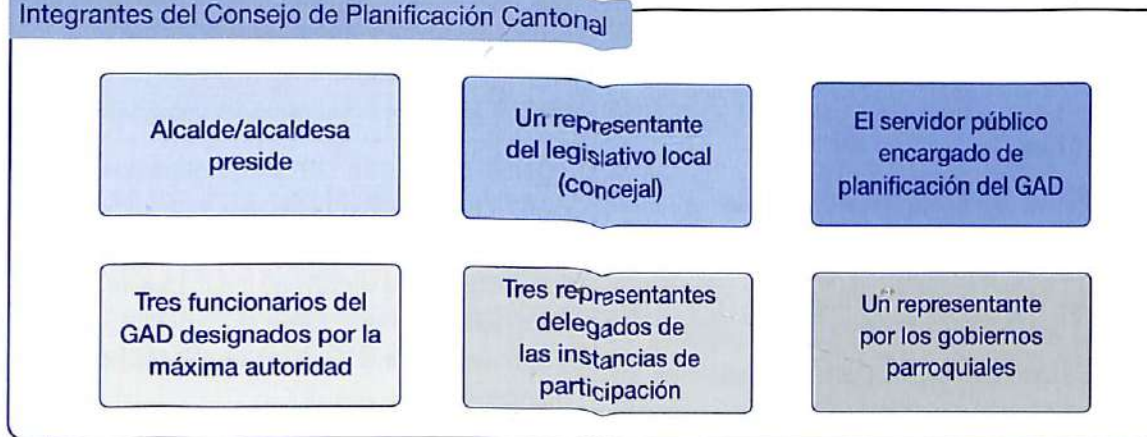 Integrantes del Consejo de Planificación Cantonal
Alcalde/alcaldesa
preside
Un representante
del legislativo local
(concejal)
El servidor público
encargado de
planificación del GAD
Tres funcionarios del
GAD designados por la
máxima autoridad
Tres representantes
delegados de
las instancias de
participación
Un representante
por los gobiernos
parroquiales